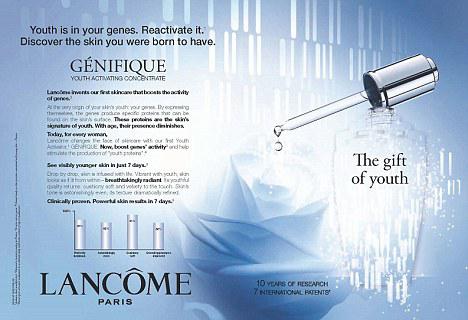 Youth is in your genes. Reactivate it.
Discover the skin you were born to have.
GÉNIFIQUE
YOUTH ACTIVATING CONCENTRATE
Lancôme invents our first skincare that boosts the activity
of genes.
At the very origin of your skin's youth: your genes. By expressing
themselves, the genes produce specific proteins that can be
found on the skin's surface. These proteins are the skin's
signature of youth. With age, their presence diminishes.
Today, for every woman,
Lancôme changes the face of skincare with our first Youth
Activator: GÉNIFIQUE. Now, boost genes' activity and help
stimulate the production of "youth proteins".
See visibly younger skin in just 7 days.
Drop by drop, skin is infused with life. Vibrant with youth, skin
looks as if lit from within – breathtakingly radiant. Its youthful
quality returns: cushiony soft and velvety to the touch. Skin's
tone is astonishingly even, its texture dramatically refined.
Clinically proven. Powerful skin results in 7 days.
100%
The gift
of youth
LANCÔME
PARIS
10 YEARS OF RESEARCH
7 INTERNATIONAL PATENTS